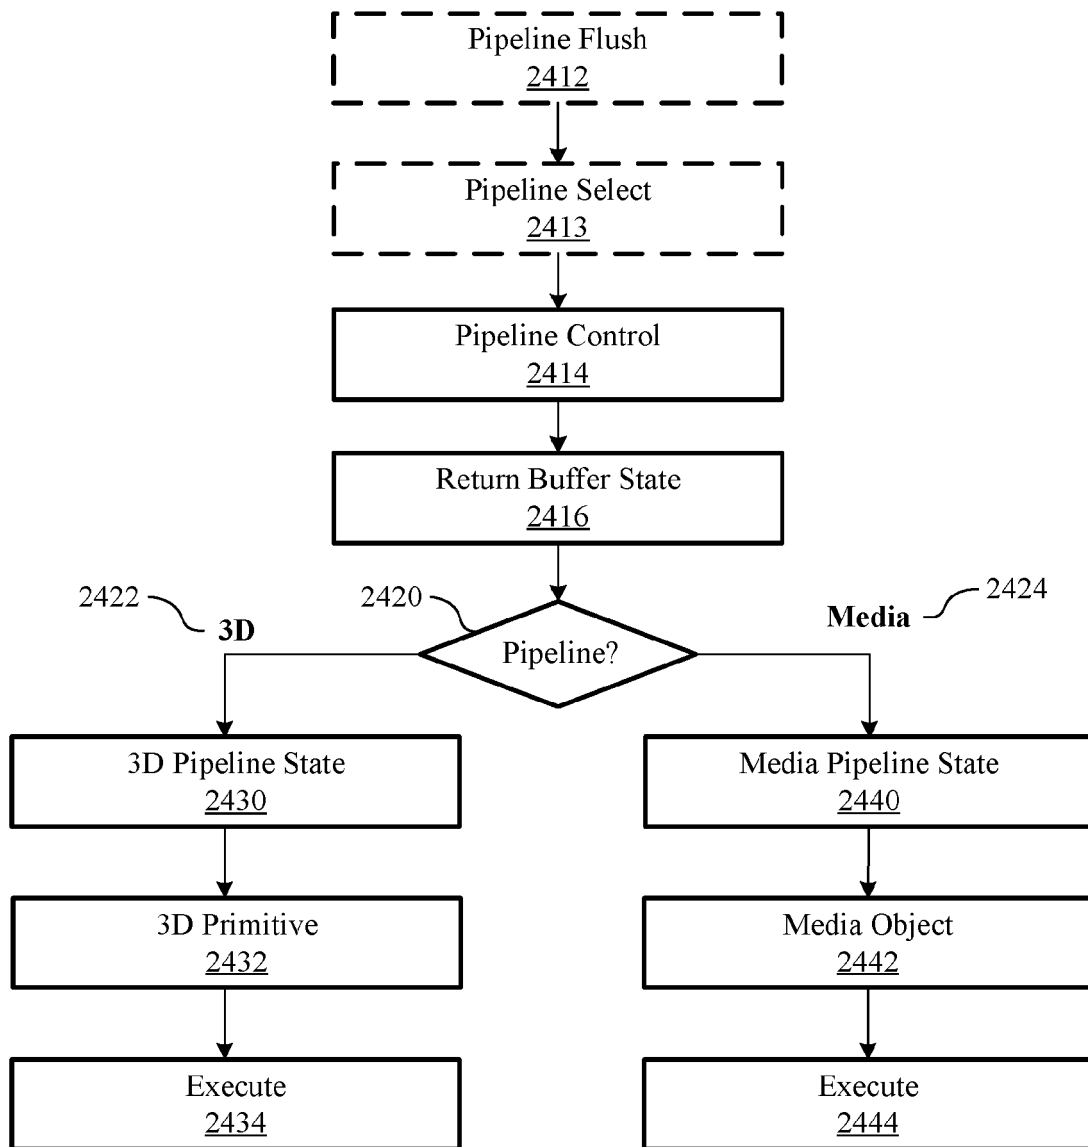 Pipeline Flush
2412
Pipeline Select
2413
Pipeline Control
2414
Return Buffer State
2416
2422
2420
2424
3D
Media
Pipeline?
3D Pipeline State
2430
Media Pipeline State
2440
3D Primitive
2432
Media Object
2442
Execute
2434
Execute
2444